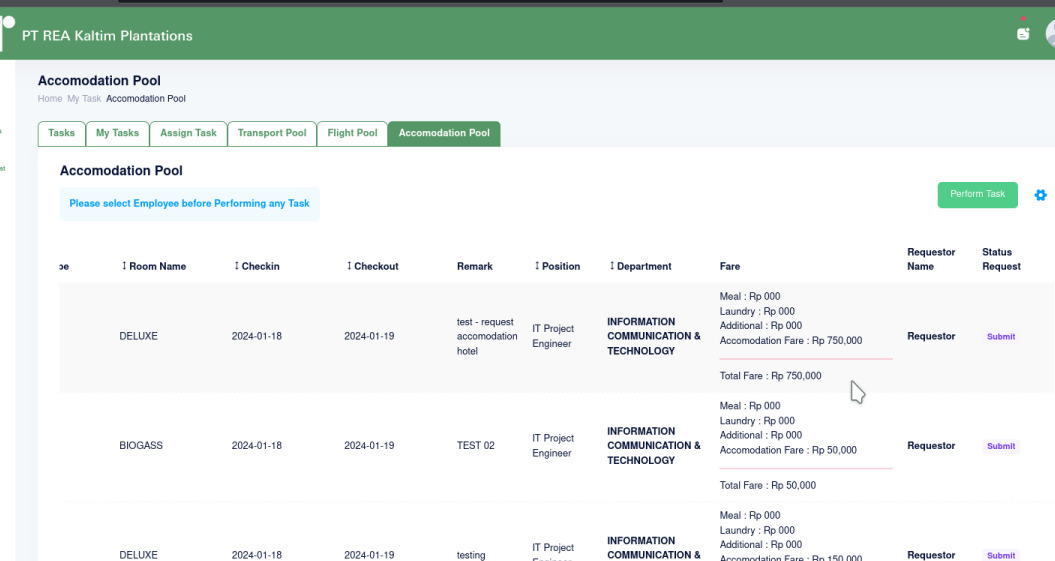 PT REA Kaltim Plantations
Accomodation Pool
Home My Task Accomodation Pool
Tasks My Tasks Assign Task Transport Pool Flight Pool Accomodation Pool
Accomodation Pool
Please select Employee before Performing any Task
Perform Task
Room Name Checkin Checkout Remark Position Department Fare Requestor Name Status Request
DELUXE 2024-01-18 2024-01-19
test - request
accomodation
hotel
IT Project
Engineer
INFORMATION
COMMUNICATION &
TECHNOLOGY
Meal : Rp 000
Laundry : Rp 000
Additional : Rp 000
Accomodation Fare : Rp 750,000
Total Fare : Rp 750,000
Requestor Submit
BIOGASS 2024-01-18 2024-01-19 TEST 02
IT Project
Engineer
INFORMATION
COMMUNICATION &
TECHNOLOGY
Meal : Rp 000
Laundry : Rp 000
Additional : Rp 000
Accomodation Fare : Rp 50,000
Total Fare : Rp 50,000
Requestor Submit
DELUXE 2024-01-18 2024-01-19 testing
IT Project
Engineer
INFORMATION
COMMUNICATION &
Meal : Rp 000
Laundry : Rp 000
Additional : Rp 000
Accomodation Fare : Rp 150,000
Requestor Submit